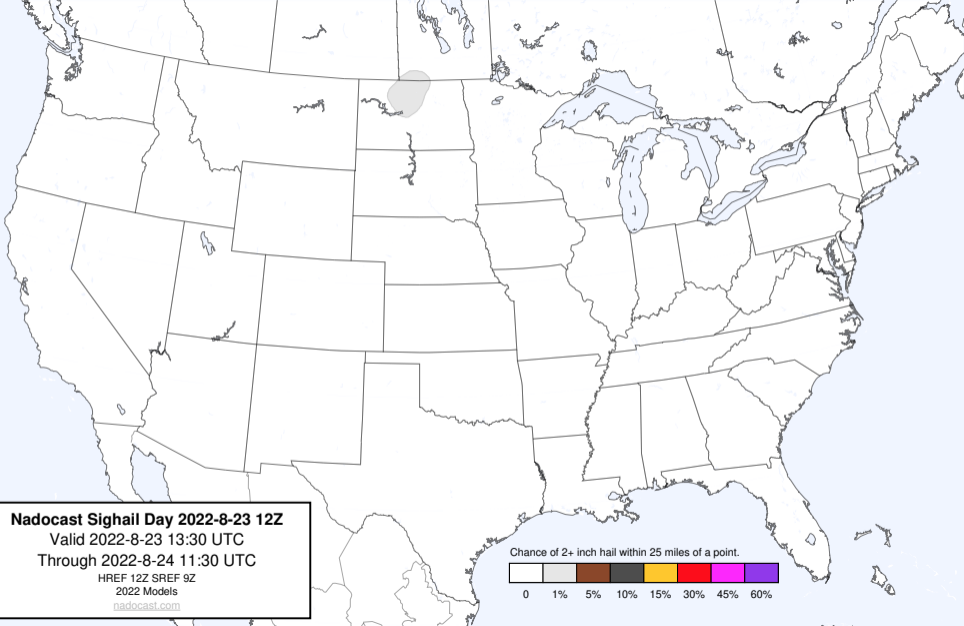 Nadocast Sighail Day 2022-8-23 12Z
Valid 2022-8-23 13:30 UTC
Through 2022-8-24 11:30 UTC
HREF 12Z SREF 9Z
2022 Models
nadocast.com
Chance of 2+ inch hail within 25 miles of a point.
0 1% 5% 10% 15% 30% 45% 60%